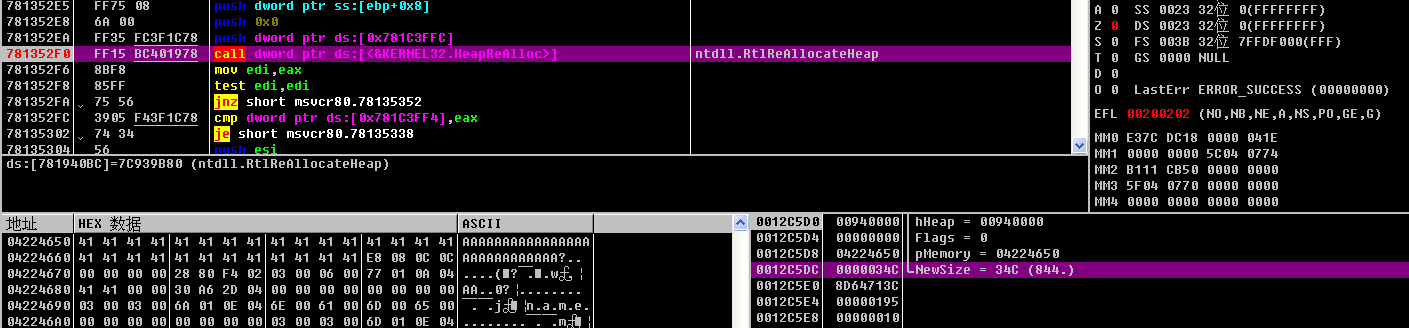 781352E5 FF75 08 push dword ptr ss:[ebp+0x8]
781352E8 6A 00 push 0x0
781352EA FF35 FC3F1C78 push dword ptr ds:[0x781C3FFC]
781352F0 FF15 BC401978 call dword ptr ds:[<&KERNEL32.HeapReAlloc>] ntdll.RtlReAllocateHeap
781352F6 8BF8 mov edi,eax
781352F8 85FF test edi,edi
781352FA 75 56 jnz short msvcr80.78135352
781352FC 3905 F43F1C78 cmp dword ptr ds:[0x781C3FF4],eax
78135302 74 34 je short msvcr80.78135338
78135304 56 push esi
ds:[781940BC]=7C939B80 (ntdll.RtlReAllocateHeap)
A 0 SS 0023 32位 0(FFFFFFFF)
Z 0 DS 0023 32位 0(FFFFFFFF)
S 0 FS 003B 32位 7FFDF000(FFF)
T 0 GS 0000 NULL
D 0
O 0 LastErr ERROR_SUCCESS (00000000)
EFL 00200202 (NO,NB,NE,A,NS,PO,GE,G)
MM0 E37C DC18 0000 041E
MM1 0000 0000 5C04 0774
MM2 B111 CB50 0000 0000
MM3 5F04 0770 0000 0000
MM4 0000 0000 0000 0000
地址 HEX 数据 ASCII
04224650 41 41 41 41 41 41 41 41 41 41 41 41 41 41 41 41 AAAAAAAAAAAAAAAA
04224660 41 41 41 41 41 41 41 41 41 41 41 41 E8 08 0C 0C AAAAAAAAAAAA?..
04224670 00 00 00 00 28 80 F4 02 03 00 06 00 77 01 0A 04
04224680 41 41 00 00 30 A6 2D 04 00 00 00 00 00 00 00 00 AA..0?
04224690 03 00 03 00 6A 01 0E 04 6E 00 61 00 6D 00 65 00
042246A0 00 00 00 00 00 00 00 00 03 00 03 00 6D 01 0E 04
0012C5D0 00940000 hHeap = 00940000
0012C5D4 00000000 Flags = 0
0012C5D8 04224650 pMemory = 04224650
0012C5DC 0000034C NewSize = 34C (844.)
0012C5E0 8D64713C
0012C5E4 00000195
0012C5E8 00000010